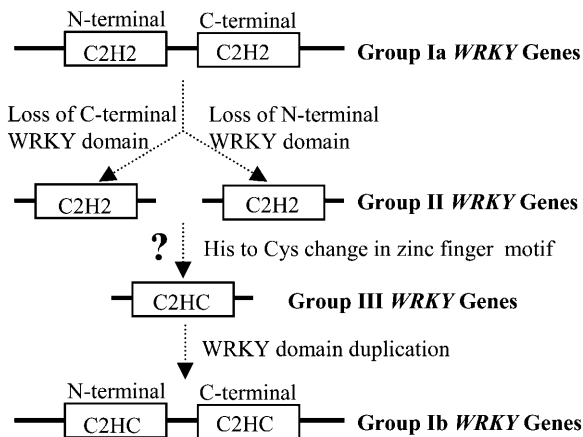 N-terminal C-terminal
C2H2 C2H2 Group Ia WRKY Genes
Loss of C-terminal Loss of N-terminal
WRKY domain WRKY domain
C2H2 C2H2 Group II WRKY Genes
? His to Cys change in zinc finger motif
C2HC Group III WRKY Genes
WRKY domain duplication
N-terminal C-terminal
C2HC C2HC Group Ib WRKY Genes